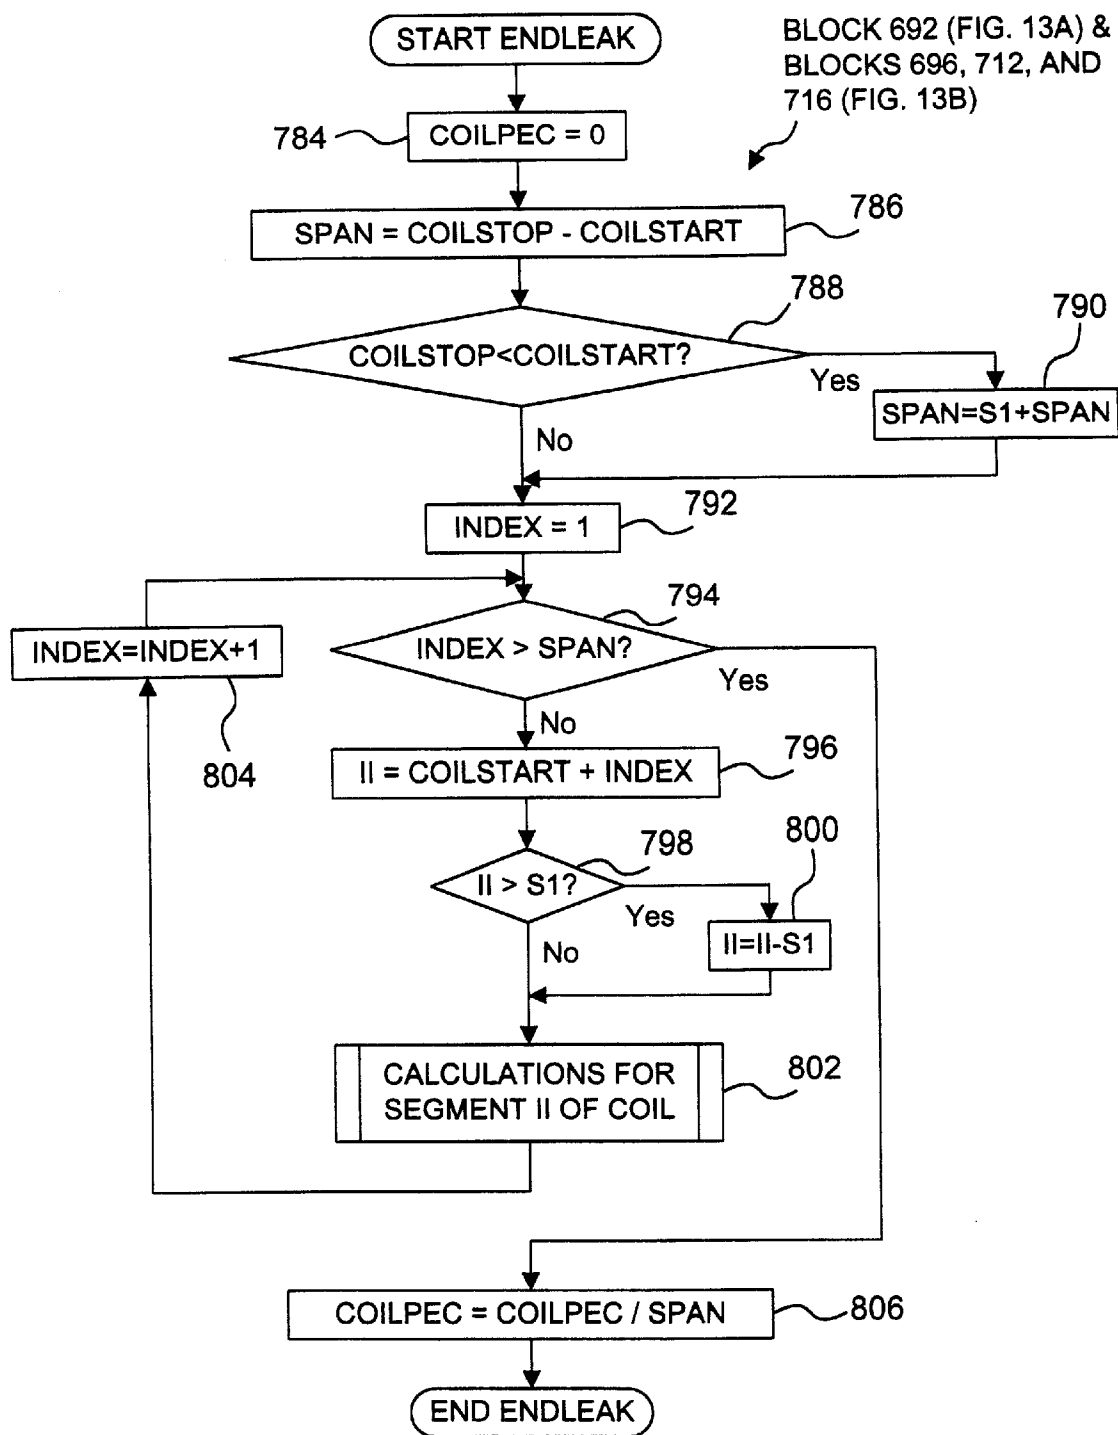 START ENDLEAK
BLOCK 692 (FIG. 13A) &
BLOCKS 696, 712, AND
716 (FIG. 13B)
784
COILPEC = 0
786
SPAN = COILSTOP - COILSTART
788
COILSTOP<COILSTART?
Yes
790
SPAN=S1+SPAN
No
792
INDEX = 1
794
INDEX > SPAN?
Yes
INDEX=INDEX+1
804
No
796
II = COILSTART + INDEX
798
II > S1?
Yes
800
II=II-S1
No
802
CALCULATIONS FOR
SEGMENT II OF COIL
806
COILPEC = COILPEC / SPAN
END ENDLEAK